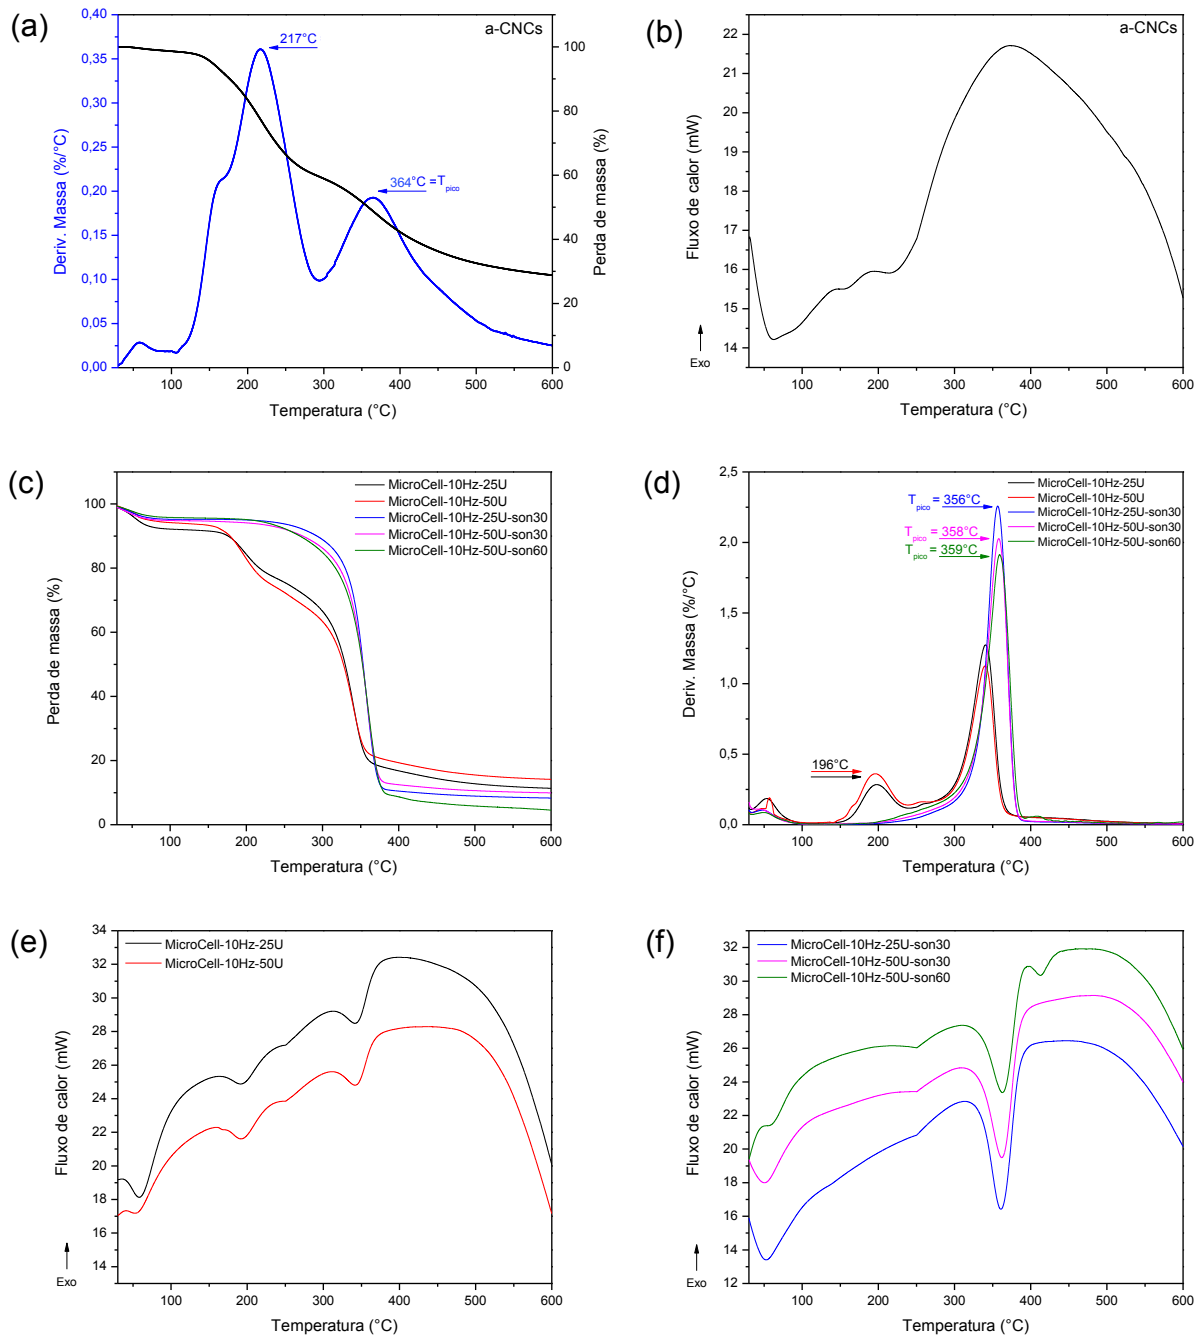 (a)
a-CNCs
217°C
364°C =Tpico
0,40
0,35
0,30
0,25
0,20
0,15
0,10
0,05
0,00
Deriv. Massa (%/°C)
100
80
60
40
20
0
Perda de massa (%)
100 200 300 400 500 600
Temperatura (°C)
(b)
a-CNCs
22
21
20
19
18
17
16
15
14
Fluxo de calor (mW)
Exo
100 200 300 400 500 600
Temperatura (°C)
(c)
MicroCell-10Hz-25U
MicroCell-10Hz-50U
MicroCell-10Hz-25U-son30
MicroCell-10Hz-50U-son30
MicroCell-10Hz-50U-son60
100
80
60
40
20
0
Perda de massa (%)
100 200 300 400 500 600
Temperatura (°C)
(d)
MicroCell-10Hz-25U
MicroCell-10Hz-50U
MicroCell-10Hz-25U-son30
MicroCell-10Hz-50U-son30
MicroCell-10Hz-50U-son60
Tpico = 356°C
Tpico = 358°C
Tpico = 359°C
196°C
2,5
2,0
1,5
1,0
0,5
0,0
Deriv. Massa (%/°C)
100 200 300 400 500 600
Temperatura (°C)
(e)
MicroCell-10Hz-25U
MicroCell-10Hz-50U
34
32
30
28
26
24
22
20
18
16
14
Fluxo de calor (mW)
Exo
100 200 300 400 500 600
Temperatura (°C)
(f)
MicroCell-10Hz-25U-son30
MicroCell-10Hz-50U-son30
MicroCell-10Hz-50U-son60
32
30
28
26
24
22
20
18
16
14
12
Fluxo de calor (mW)
Exo
100 200 300 400 500 600
Temperatura (°C)